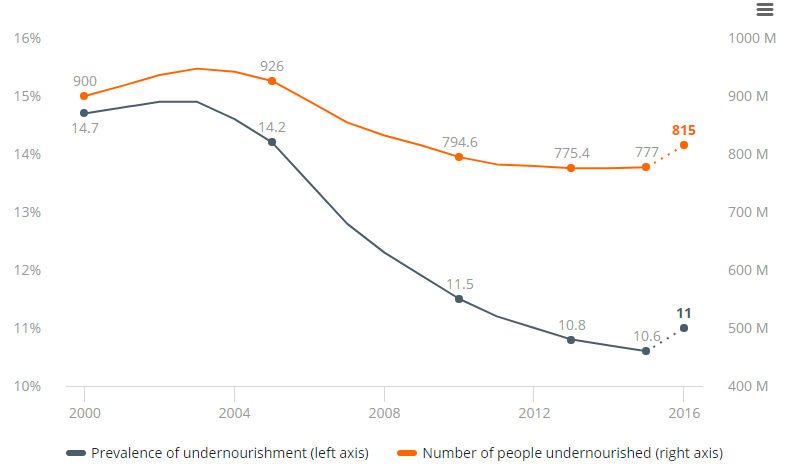 16%
1000 M
900
926
15%
900 M
14.7
14.2
815
794.6
775.4
777
14%
800 M
13%
700 M
12%
600 M
11.5
11
10.8
10.6
11%
500 M
10%
400 M
2000
2004
2008
2012
2016
Prevalence of undernourishment (left axis)
Number of people undernourished (right axis)